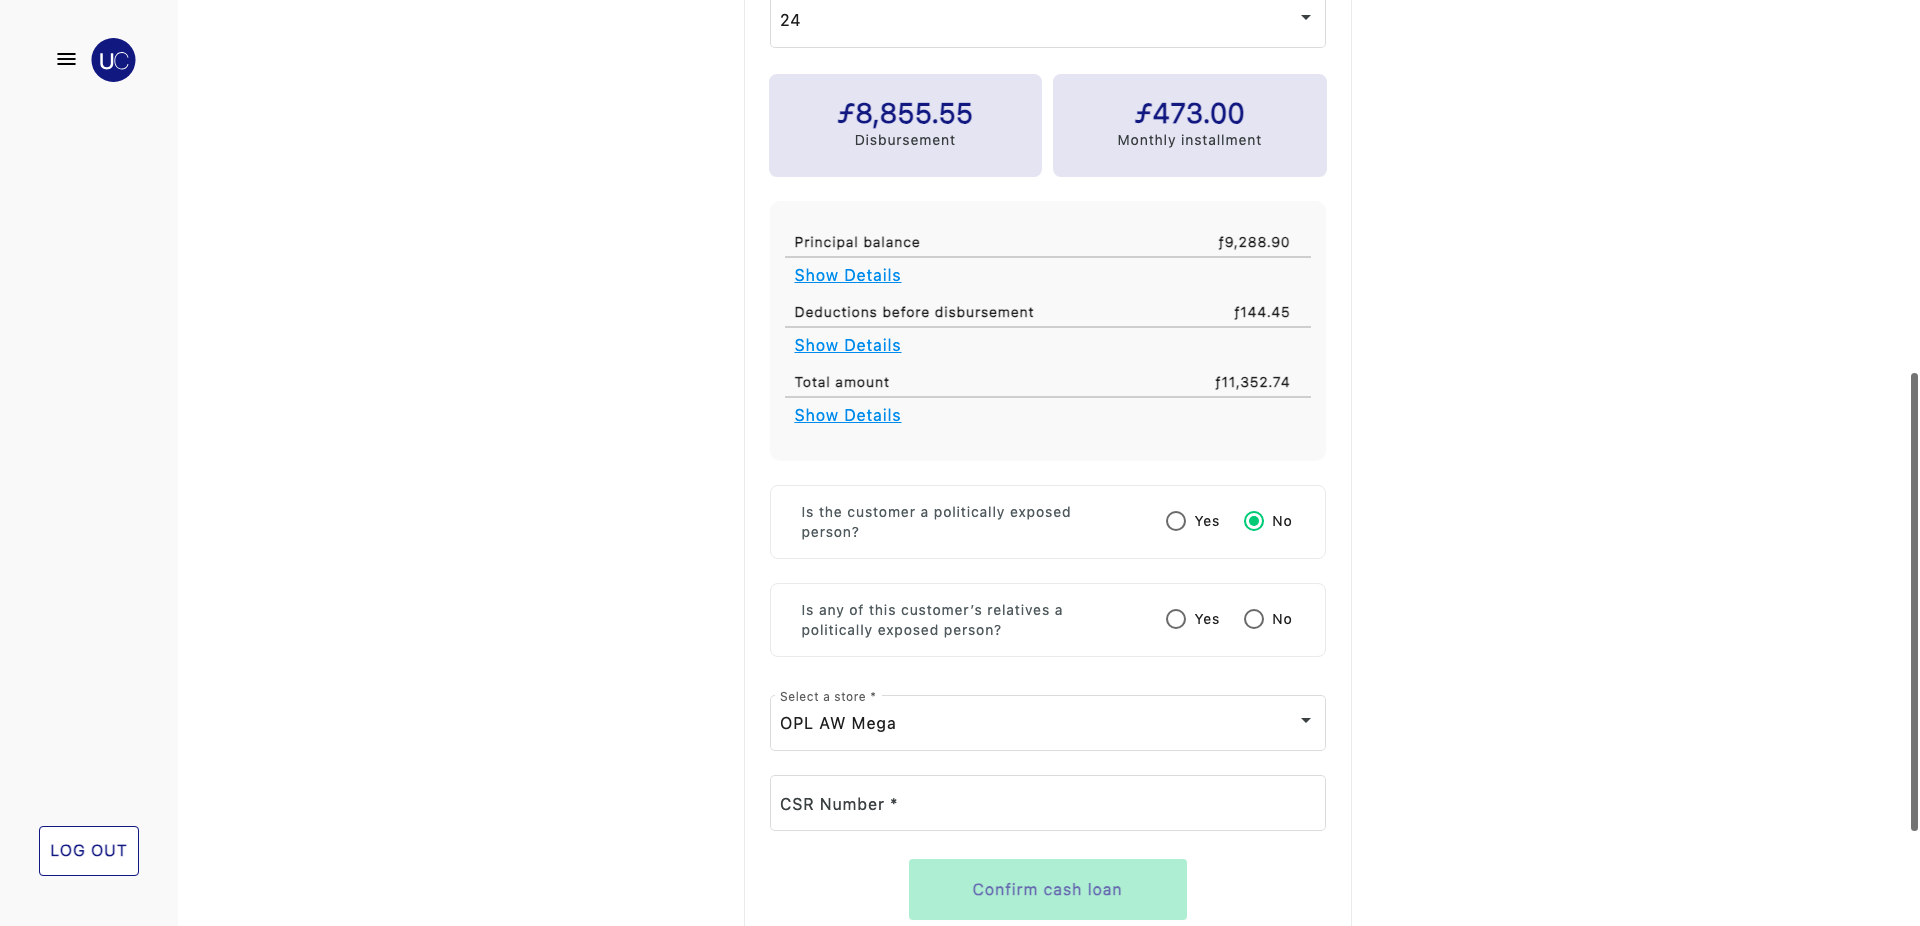 24
UC
ƒ8,855.55
Disbursement
ƒ473.00
Monthly installment
Principal balance ƒ9,288.90
Show Details
Deductions before disbursement ƒ144.45
Show Details
Total amount ƒ11,352.74
Show Details
Is the customer a politically exposed
person?
Yes No
Is any of this customer’s relatives a
politically exposed person?
Yes No
Select a store *
OPL AW Mega
CSR Number *
LOG OUT
Confirm cash loan